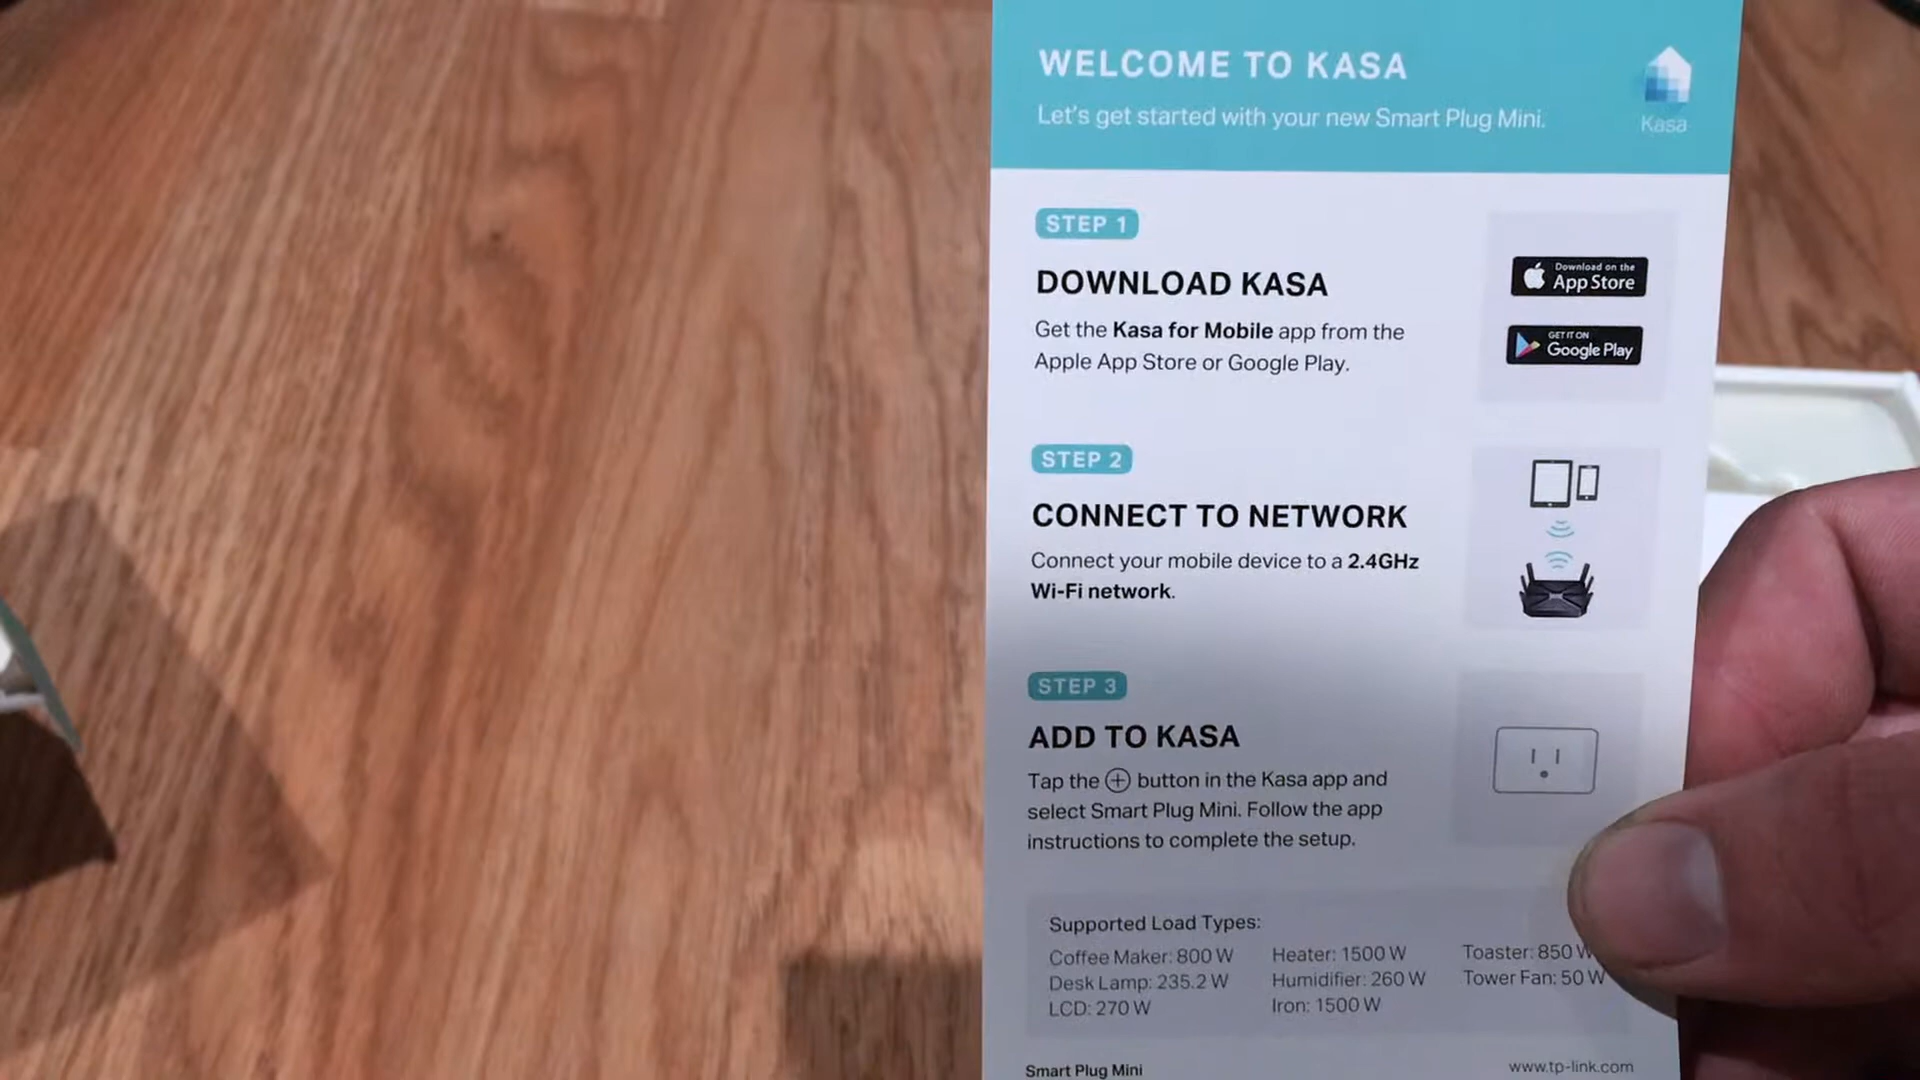 WELCOME TO KASA
Let's get started with your new Smart Plug Mini.
Kasa
STEP 1
DOWNLOAD KASA
Get the Kasa for Mobile app from the
Apple App Store or Google Play.
Download on the
App Store
GET IT ON
Google Play
STEP 2
CONNECT TO NETWORK
Connect your mobile device to a 2.4GHz
Wi-Fi network.
STEP 3
ADD TO KASA
Tap the ⊕ button in the Kasa app and
select Smart Plug Mini. Follow the app
instructions to complete the setup.
Supported Load Types:
Coffee Maker: 800 W Heater: 1500 W Toaster: 850 W
Desk Lamp: 235.2 W Humidifier: 260 W Tower Fan: 50 W
LCD: 270 W Iron: 1500 W
Smart Plug Mini www.tp-link.com